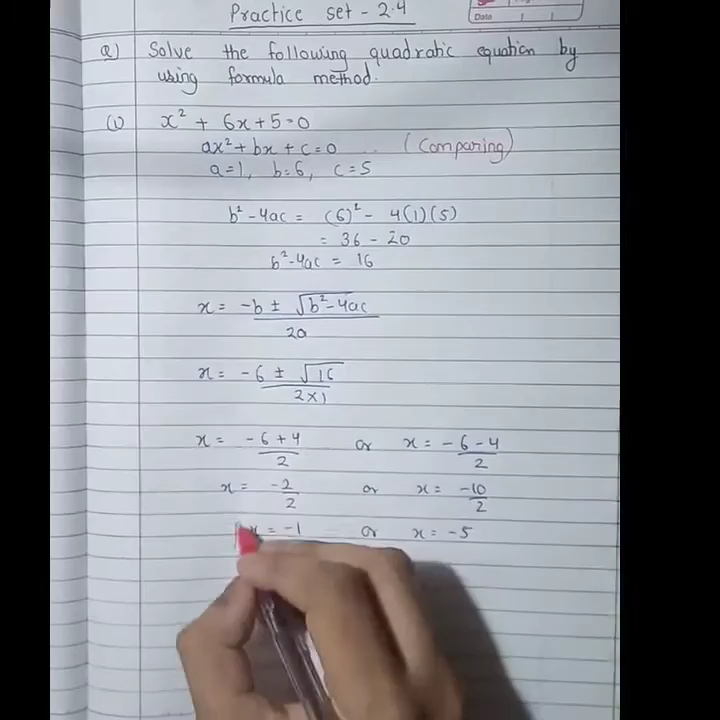 Practice set - 2.4
Date
Q) Solve the following quadratic equation by
using formula method.
(1) x² + 6x + 5 = 0
ax² + bx + c = 0 ... (Comparing)
a = 1, b = 6, c = 5
b² - 4ac = (6)² - 4(1)(5)
= 36 - 20
b² - 4ac = 16
x = -b ± √b² - 4ac
2a
x = -6 ± √16
2×1
x = -6 + 4 or x = -6 - 4
2 2
x = -2 or x = -10
2 2
x = -1 or x = -5